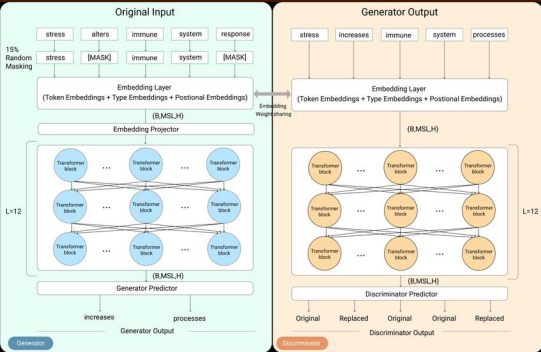 Original Input
stress alters immune system response
15%
Random
Masking
stress [MASK] immune system [MASK]
Embedding Layer
(Token Embeddings + Type Embeddings + Postional Embeddings)
(B,MSL,H)
Embedding Projector
Transformer block ... Transformer block ... Transformer block
L=12
Transformer block ... Transformer block ... Transformer block
Transformer block ... Transformer block ... Transformer block
(B,MSL,H)
Generator Predictor
increases processes
Generator Output
Generator
Embedding
Weight sharing
Generator Output
stress increases immune system processes
Embedding Layer
(Token Embeddings + Type Embeddings + Postional Embeddings)
(B,MSL,H)
Transformer block ... Transformer block ... Transformer block
Transformer block ... Transformer block ... Transformer block
L=12
Transformer block ... Transformer block ... Transformer block
(B,MSL,H)
Discriminator Predictor
Original Replaced Original Original Replaced
Discriminator Output
Discriminator